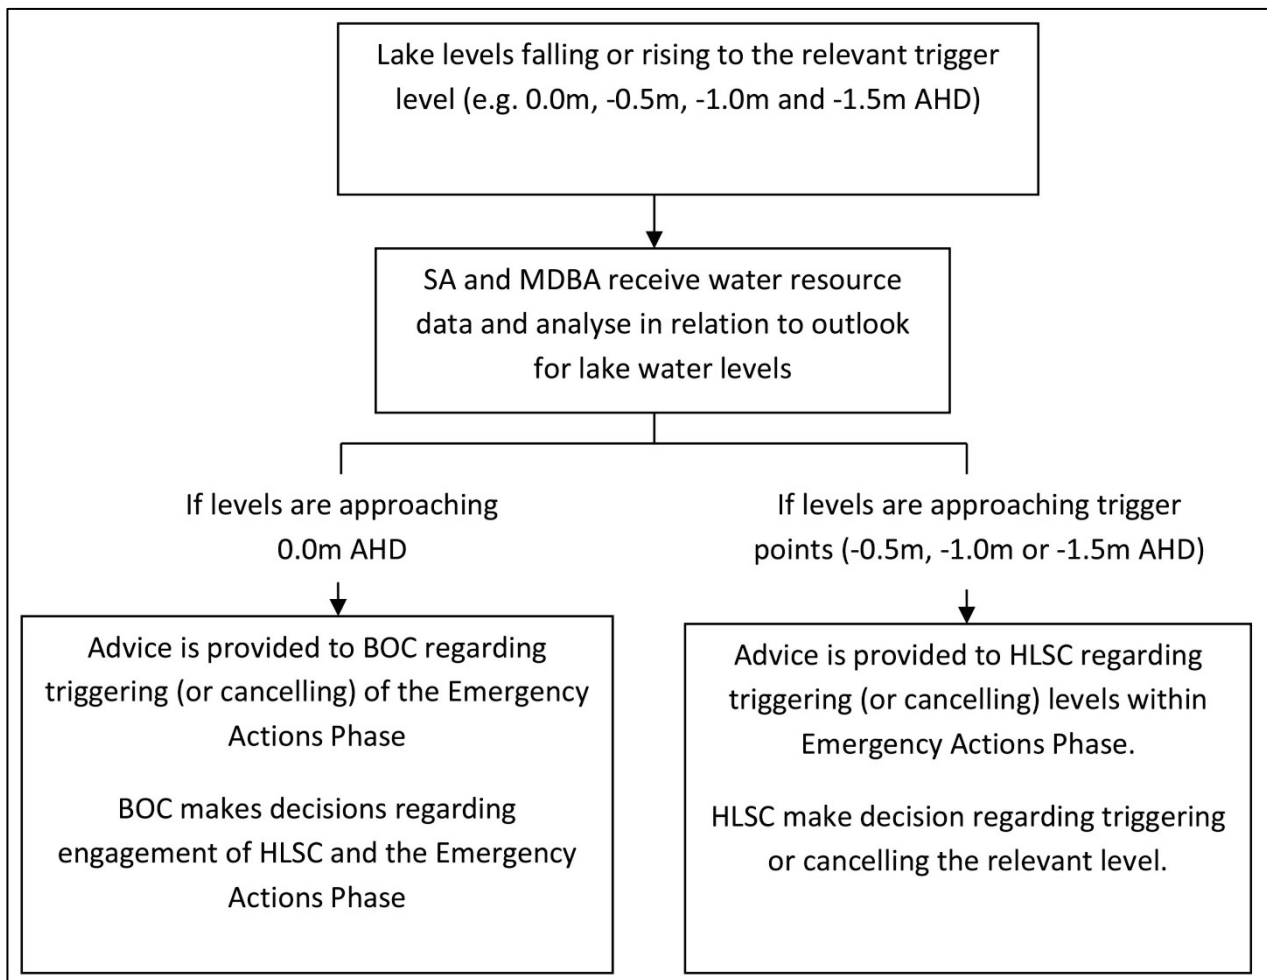 Lake levels falling or rising to the relevant trigger
level (e.g. 0.0m, -0.5m, -1.0m and -1.5m AHD)
SA and MDBA receive water resource
data and analyse in relation to outlook
for lake water levels
If levels are approaching
0.0m AHD
If levels are approaching trigger
points (-0.5m, -1.0m or -1.5m AHD)
Advice is provided to BOC regarding
triggering (or cancelling) of the Emergency
Actions Phase
BOC makes decisions regarding
engagement of HLSC and the Emergency
Actions Phase
Advice is provided to HLSC regarding
triggering (or cancelling) levels within
Emergency Actions Phase.
HLSC make decision regarding triggering
or cancelling the relevant level.